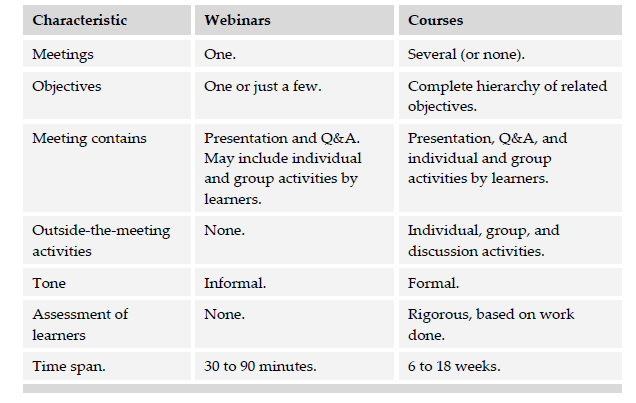 Characteristic Webinars Courses
Meetings One. Several (or none).
Objectives One or just a few. Complete hierarchy of related
objectives.
Meeting contains Presentation and Q&A. Presentation, Q&A, and
May include individual individual and group
and group activities by activities by learners.
learners.
Outside-the-meeting None. Individual, group, and
activities discussion activities.
Tone Informal. Formal.
Assessment of None. Rigorous, based on work
learners done.
Time span. 30 to 90 minutes. 6 to 18 weeks.